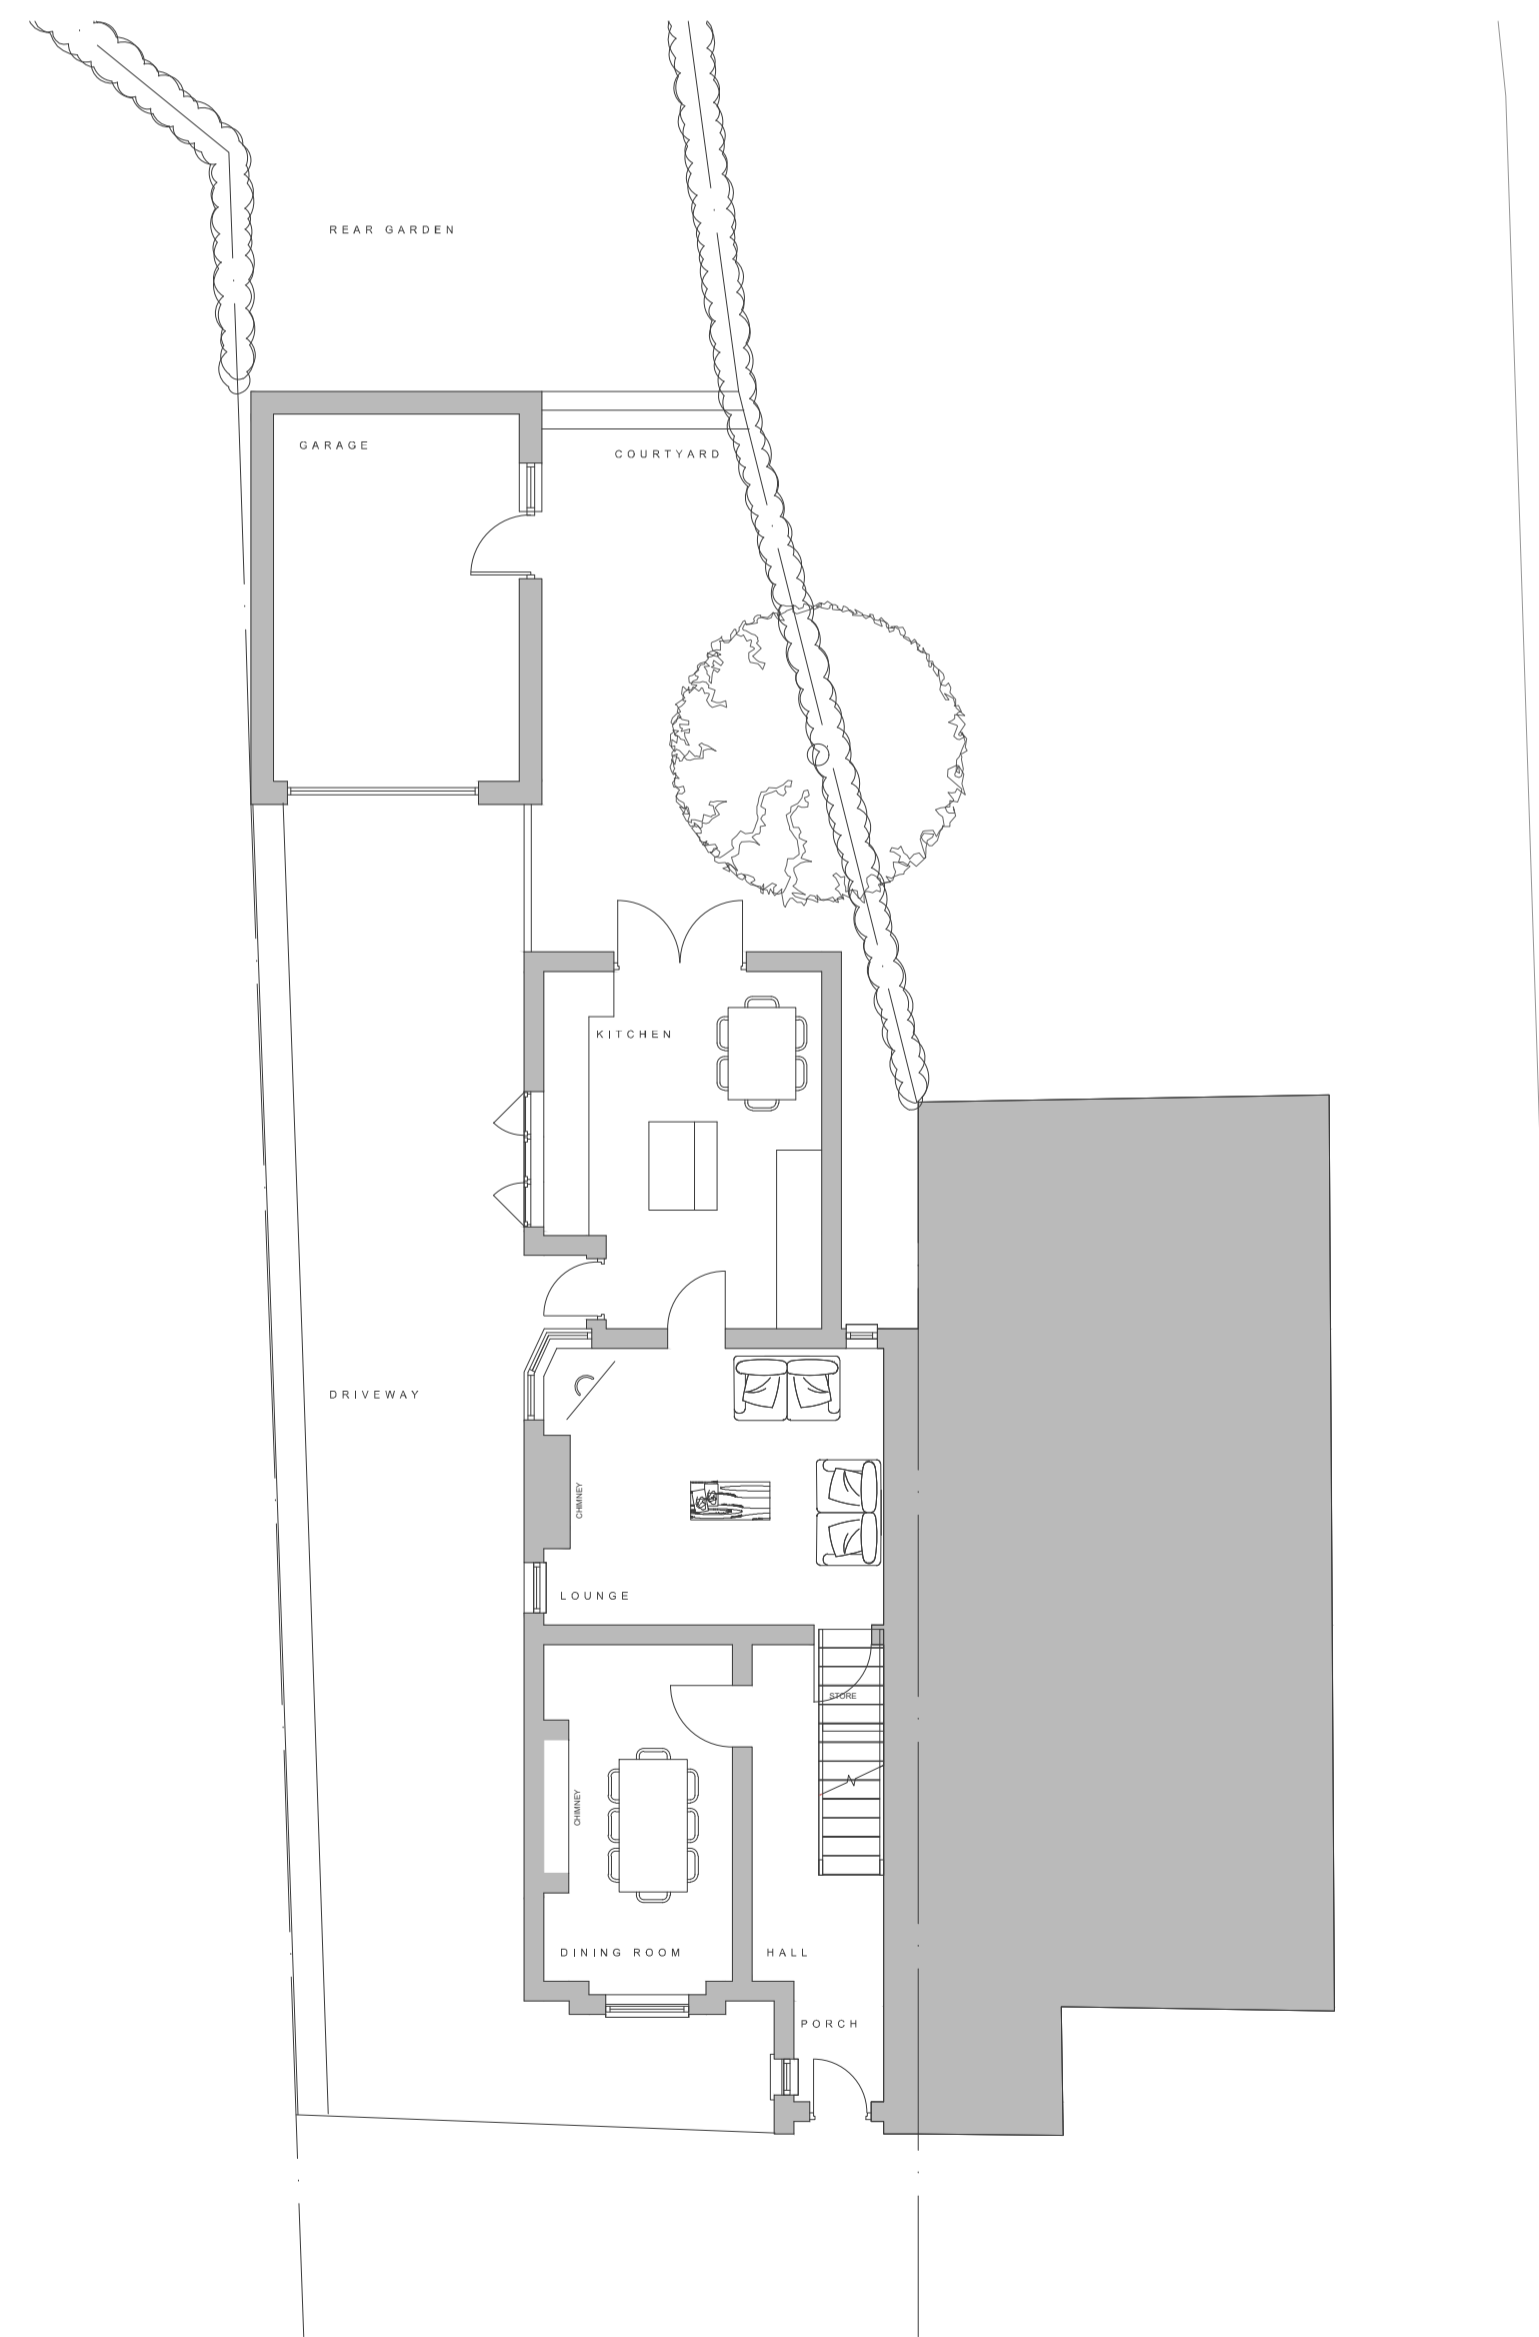 REAR GARDEN
GARAGE
COURTYARD
KITCHEN
DRIVEWAY
CHIMNEY
LOUNGE
STORE
CHIMNEY
DINING ROOM
HALL
PORCH